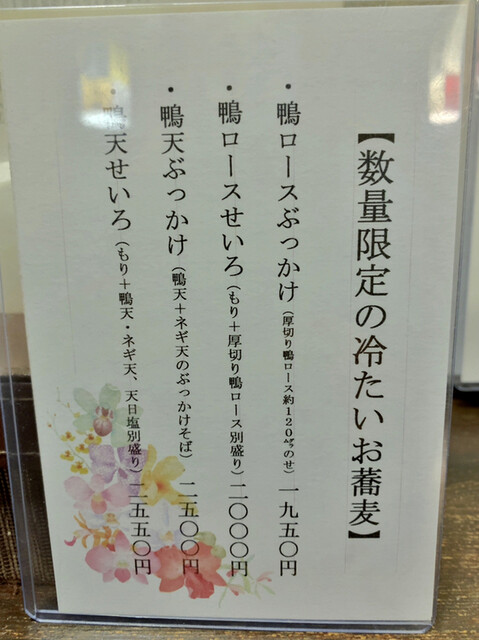 【数量限定の冷たいお蕎麦】
・鴨ロースぶっかけ（厚切り鴨ロース約120㌘のせ）一九五〇円
・鴨ロースせいろ（もり＋厚切り鴨ロース別盛り）二〇〇〇円
・鴨天ぶっかけ（鴨天＋ネギ天のぶっかけそば）二五〇〇円
・鴨天せいろ（もり＋鴨天・ネギ天、天日塩別盛り）二五五〇円